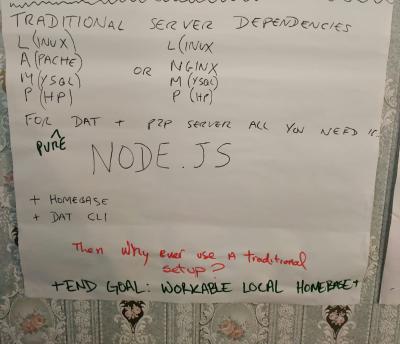 TRADITIONAL SERVER DEPENDENCIES
L(INUX) L(INUX
A(PACHE) OR NGINX
M(YSQL) M(YSQL)
P(HP) P(HP)
FOR PURE DAT + P2P SERVER ALL YOU NEED IS
NODE.JS
+ HOMEBASE
+ DAT CLI
Then why ever use a traditional
setup?
+END GOAL: WORKABLE LOCAL HOMEBASE+